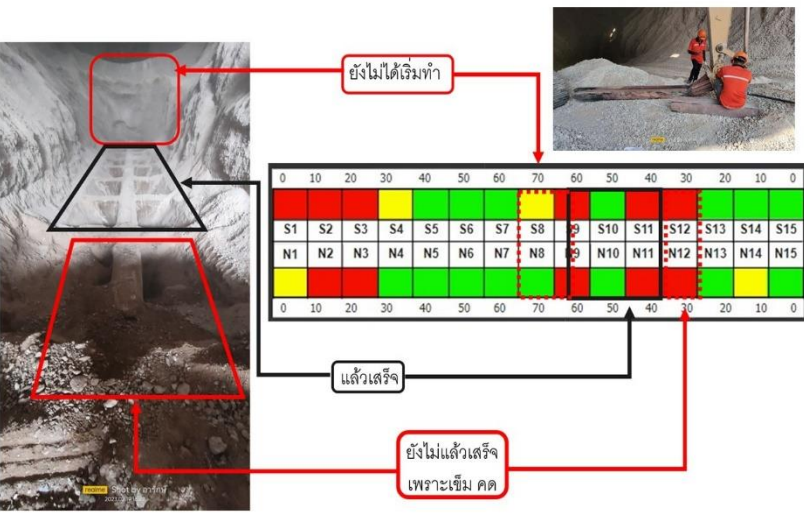 ยังไม่ได้เริ่มทำ
0 10 20 30 40 50 60 70 60 50 40 30 20 10 0
S1 S2 S3 S4 S5 S6 S7 S8 S9 S10 S11 S12 S13 S14 S15
N1 N2 N3 N4 N5 N6 N7 N8 N9 N10 N11 N12 N13 N14 N15
0 10 20 30 40 50 60 70 60 50 40 30 20 10 0
แล้วเสร็จ
ยังไม่แล้วเสร็จ
เพราะเข็ม คด
realme Shot by